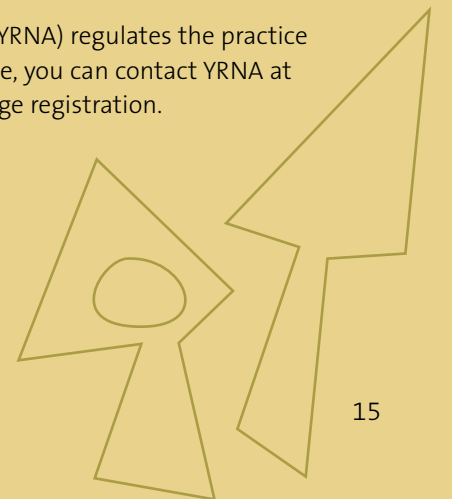 YRNA) regulates the practice
e, you can contact YRNA at
ge registration.
15